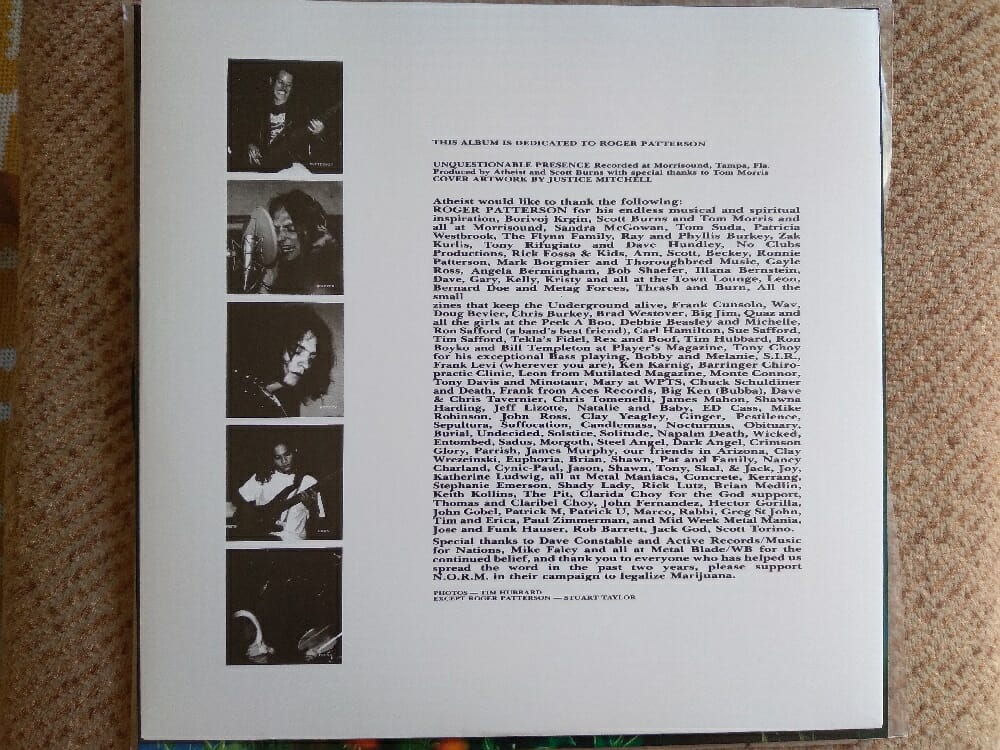 THIS ALBUM IS DEDICATED TO ROGER PATTERSON
UNQUESTIONABLE PRESENCE Recorded at Morrisound, Tampa, Fla.
Produced by Atheist and Scott Burns with special thanks to Tom Morris
COVER ARTWORK BY JUSTICE MITCHELL
Atheist would like to thank the following:
ROGER PATTERSON for his endless musical and spiritual
inspiration, Borivoj Krgin, Scott Burns and Tom Morris and
all at Morrisound, Sandra McGowan, Tom Suda, Patricia
Westbrook, The Flynn Family, Ray and Phyllis Burkey, Zak
Kurtis, Tony Rifugiato and Dave Hundley, No Clubs
Productions, Rick Fossa & Kids, Ann, Scott, Beckey, Ronnie
Patterson, Mark Borgmier and Thoroughbred Music, Gayle
Ross, Angela Bermingham, Bob Shaefer, Illana Bernstein,
Dave, Gary, Kelly, Kristy and all at the Town Lounge, Leon,
Bernard Doe and Metag Forces, Thrash and Burn, All the
small
zines that keep the Underground alive, Frank Cunsolo, Wav,
Doug Bevier, Chris Burkey, Brad Westover, Big Jim, Quaz and
all the girls at the Peek A Boo, Debbie Beasley and Michelle,
Ron Safford (a band's best friend), Carl Hamilton, Sue Safford,
Tim Safford, Tekla's Fidel, Rex and Boof, Tim Hubbard, Ron
Boyko and Bill Templeton at Player's Magazine, Tony Choy
for his exceptional Bass playing, Bobby and Melanie, S.I.R.,
Frank Levi (wherever you are), Ken Karnig, Barringer Chiro-
practic Clinic, Leon from Mutilated Magazine, Monte Connor,
Tony Davis and Minotaur, Mary at WPTS, Chuck Schuldiner
and Death, Frank from Aces Records, Big Ken (Bubba), Dave
& Chris Tavernier, Chris Tomenelli, James Mahon, Shawna
Harding, Jeff Lizotte, Natalie and Baby, ED Cass, Mike
Robinson, John Ross, Clay Yeagley, Ginger, Pestilence,
Sepultura, Suffocation, Candlemass, Nocturnus, Obituary,
Burial, Undecided, Solstice, Solitude, Napalm Death, Wicked,
Entombed, Sadus, Morgoth, Steel Angel, Dark Angel, Crimson
Glory, Parrish, James Murphy, our friends in Arizona, Clay
Wrezeinski, Euphoria, Brian, Shawn, Pat and Family, Nancy
Charland, Cynic-Paul, Jason, Shawn, Tony, Skal, & Jack, Joy,
Katherine Ludwig, all at Metal Maniacs, Concrete, Kerrang,
Stephanie Emerson, Shady Lady, Rick Lutz, Brian Medlin,
Keith Kollins, The Pit, Clarida Choy for the God support,
Thomas and Claribel Choy, John Fernandez, Hector Gorilla,
John Gobel, Patrick M, Patrick U, Marco, Rabbi, Greg St John,
Tim and Erica, Paul Zimmerman, and Mid Week Metal Mania,
Jose and Funk Hauser, Rob Barrett, Jack God, Scott Torino.
Special thanks to Dave Constable and Active Records/Music
for Nations, Mike Faley and all at Metal Blade/WB for the
continued belief, and thank you to everyone who has helped us
spread the word in the past two years, please support
N.O.R.M. in their campaign to legalize Marijuana.
PHOTOS — TIM HUBBARD
EXCEPT ROGER PATTERSON — STUART TAYLOR